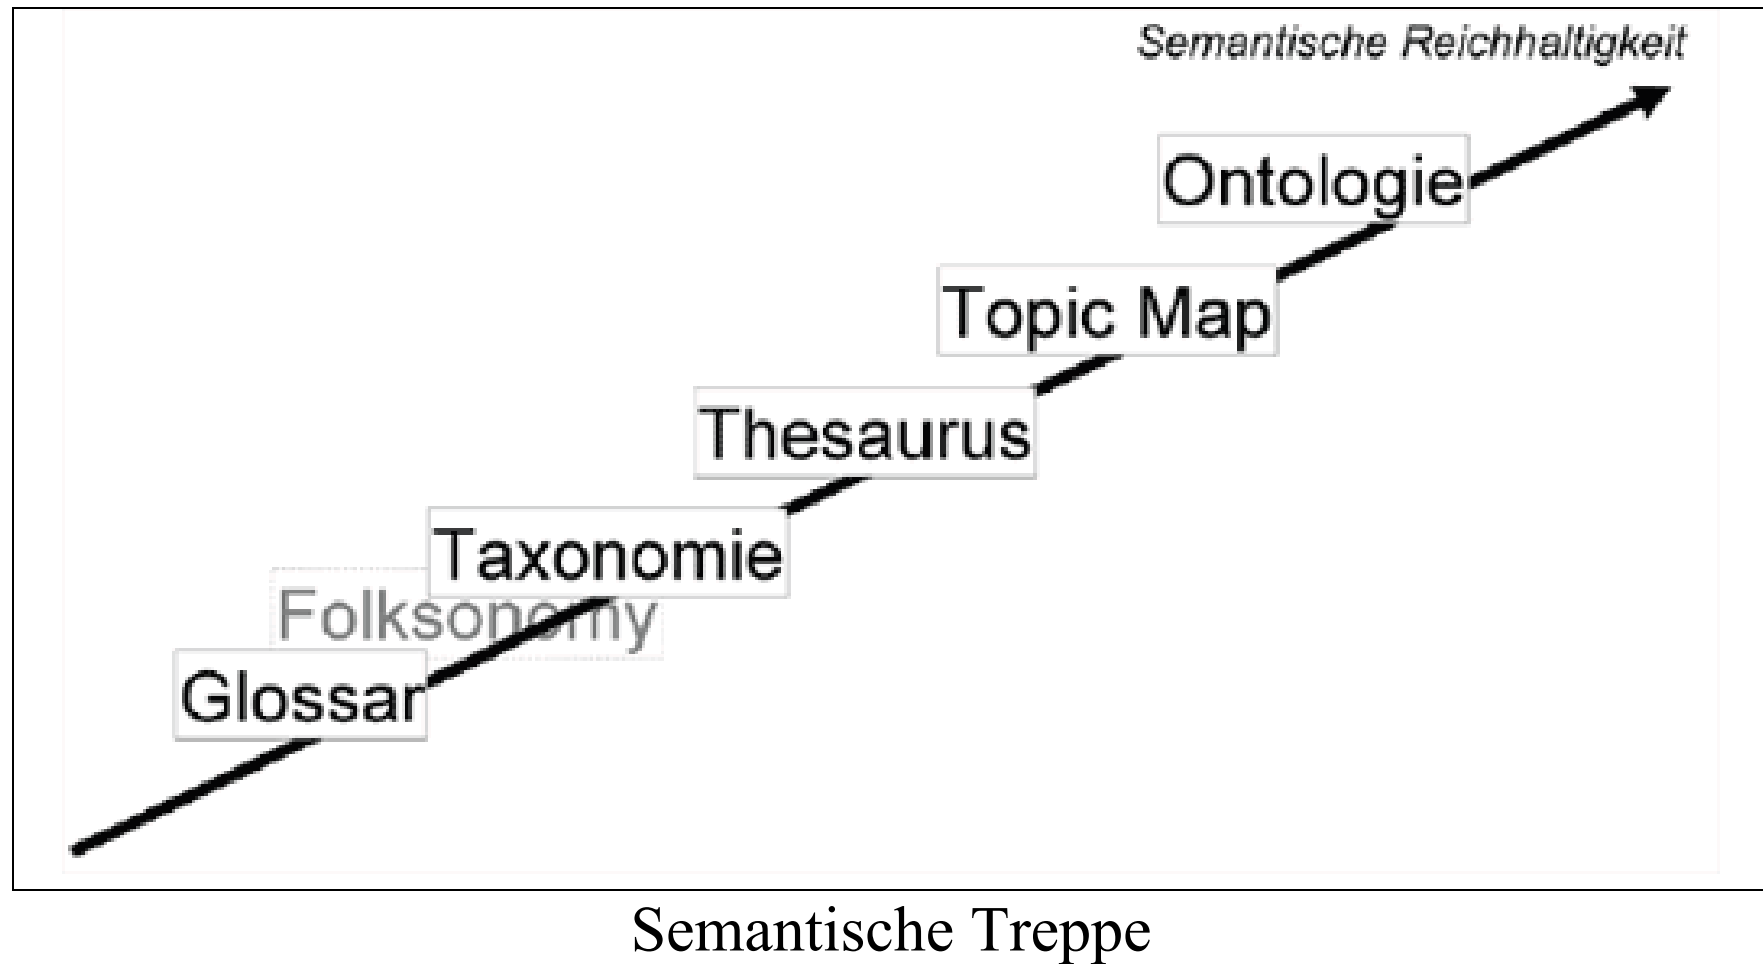 Semantische Reichhaltigkeit
Ontologie
Topic Map
Thesaurus
Taxonomie
Folksonomy
Glossar
Semantische Treppe